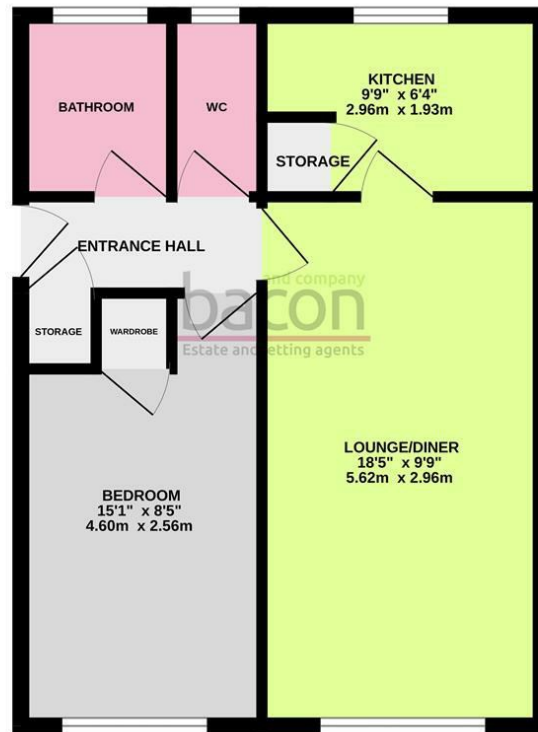 BATHROOM
WC
KITCHEN
9'9" x 6'4"
2.96m x 1.93m
STORAGE
ENTRANCE HALL
and company
bacon
Estate and letting agents
STORAGE
WARDROBE
LOUNGE/DINER
18'5" x 9'9"
5.62m x 2.96m
BEDROOM
15'1" x 8'5"
4.60m x 2.56m